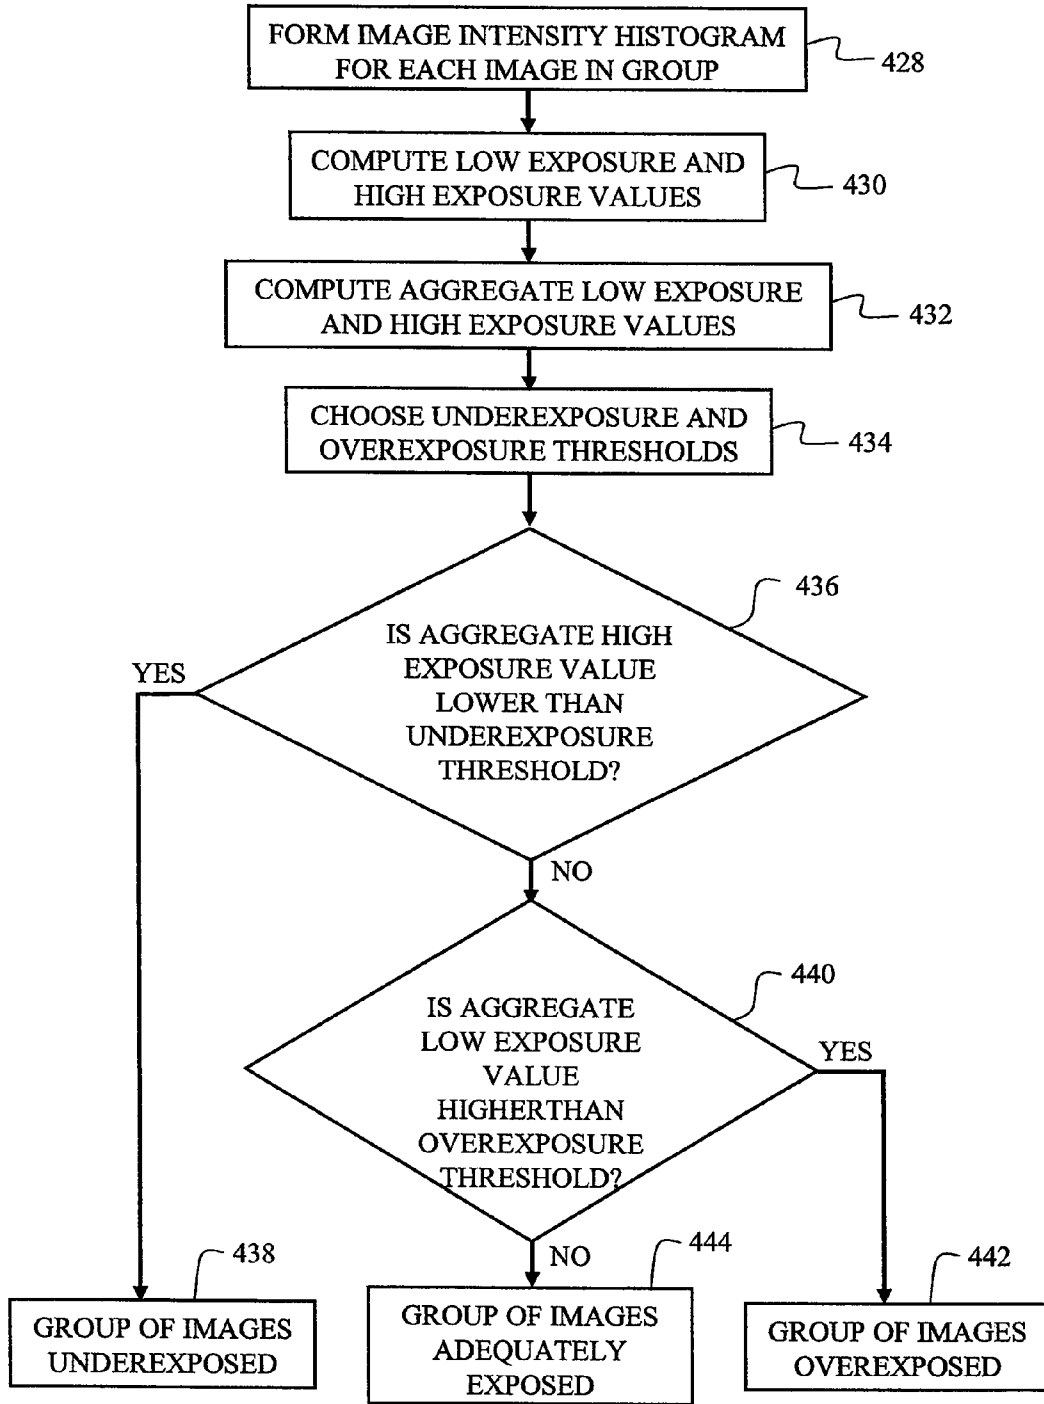 FORM IMAGE INTENSITY HISTOGRAM
FOR EACH IMAGE IN GROUP
428
COMPUTE LOW EXPOSURE AND
HIGH EXPOSURE VALUES
430
COMPUTE AGGREGATE LOW EXPOSURE
AND HIGH EXPOSURE VALUES
432
CHOOSE UNDEREXPOSURE AND
OVEREXPOSURE THRESHOLDS
434
436
IS AGGREGATE HIGH
EXPOSURE VALUE
LOWER THAN
UNDEREXPOSURE
THRESHOLD?
YES
NO
440
IS AGGREGATE
LOW EXPOSURE
VALUE
HIGHERTHAN
OVEREXPOSURE
THRESHOLD?
YES
NO
438
GROUP OF IMAGES
UNDEREXPOSED
444
GROUP OF IMAGES
ADEQUATELY
EXPOSED
442
GROUP OF IMAGES
OVEREXPOSED